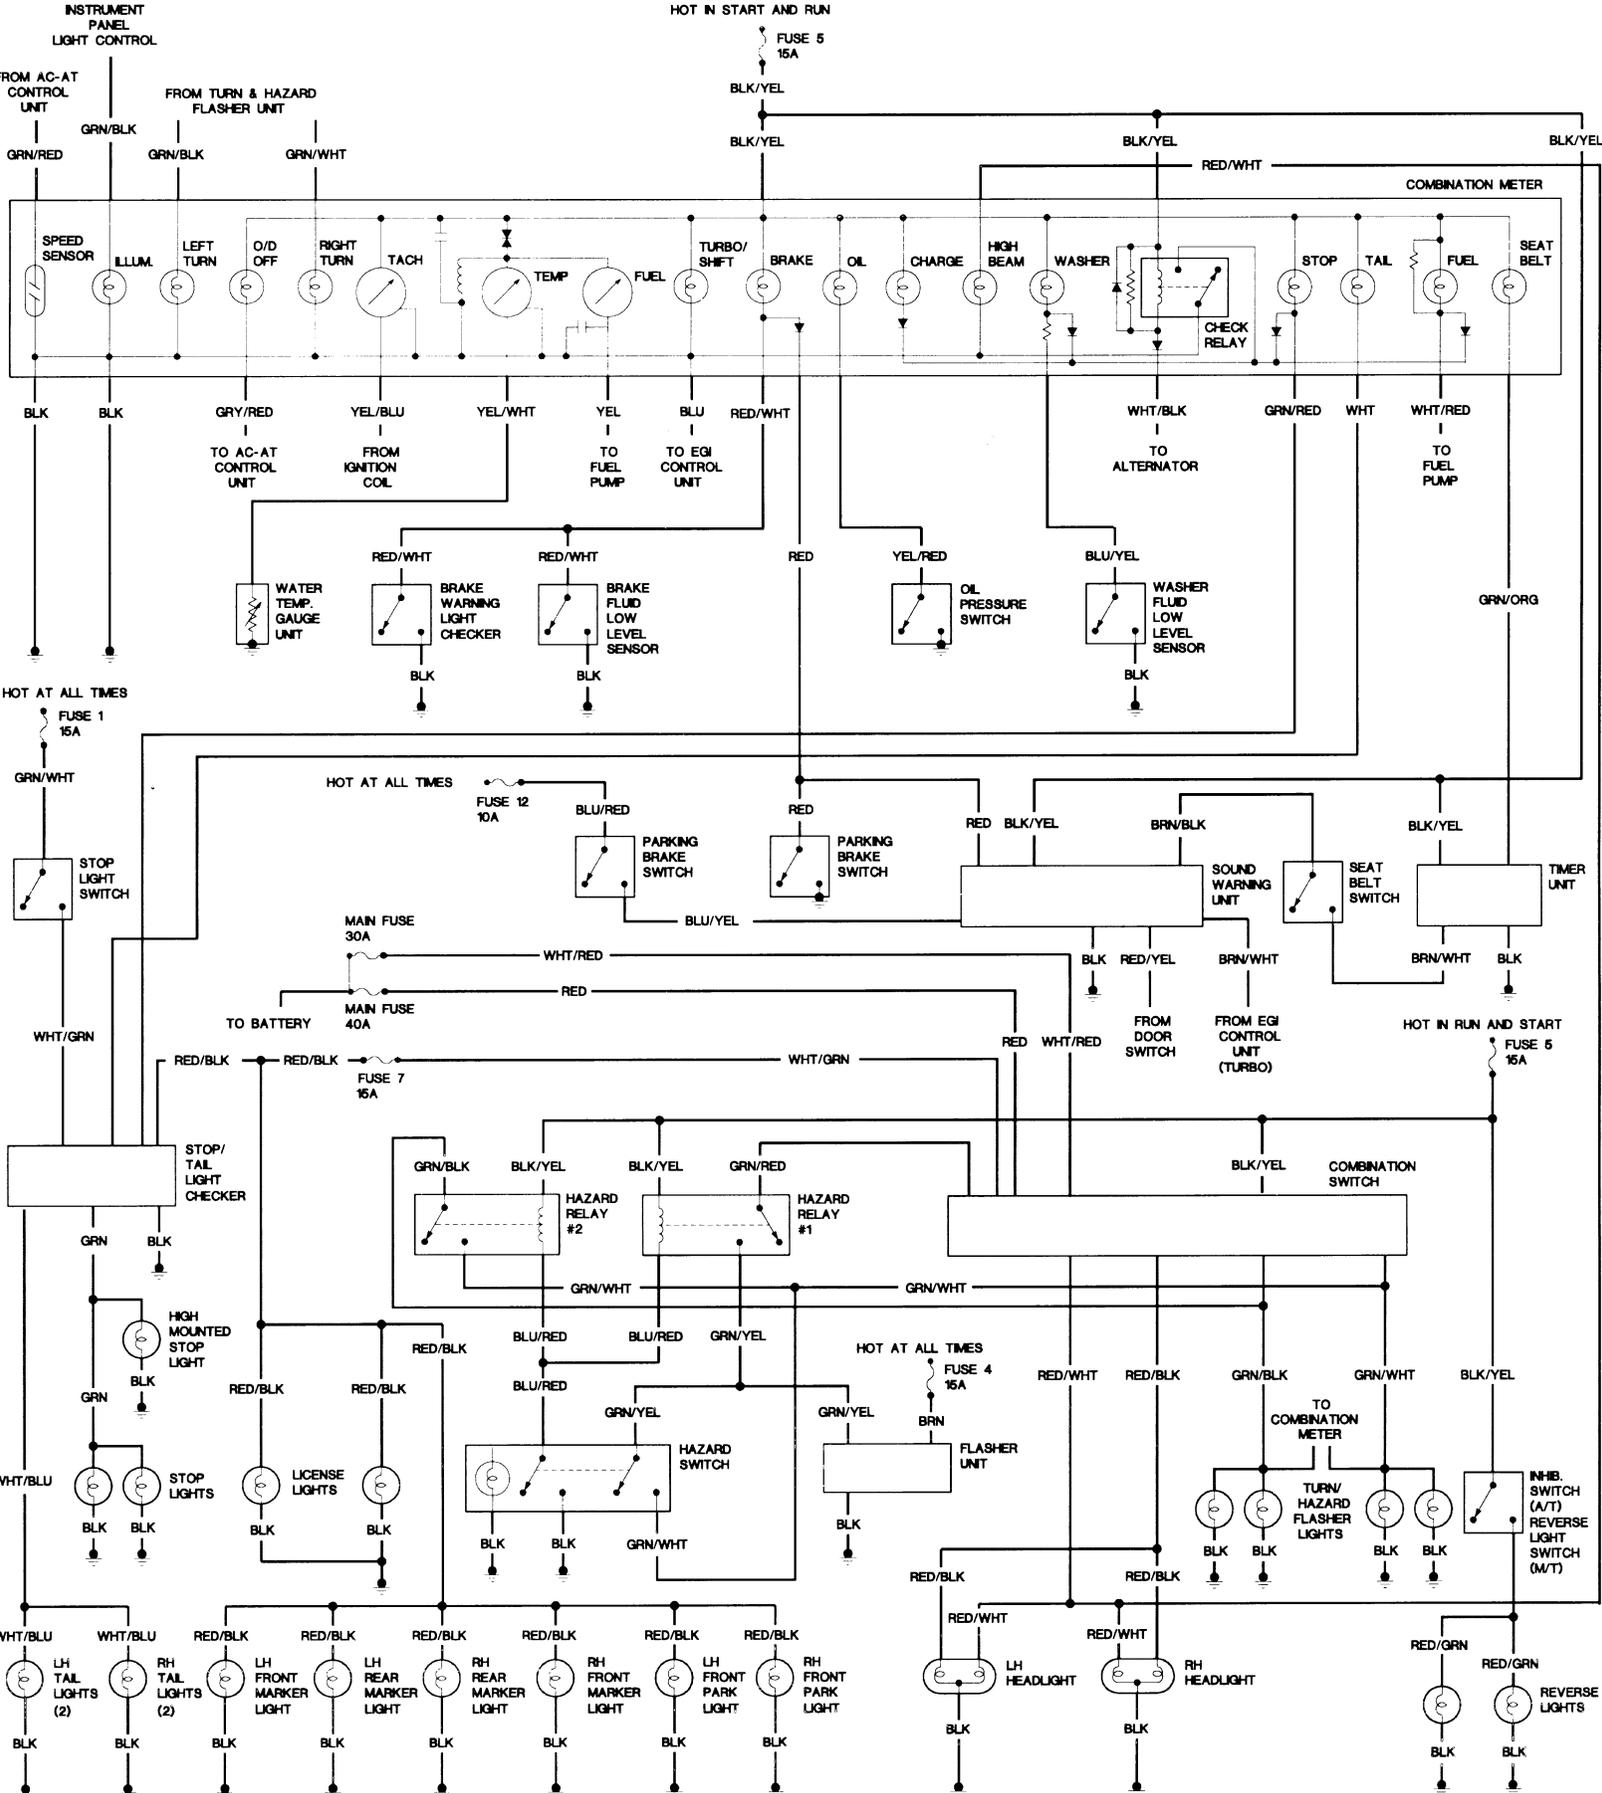 INSTRUMENT
PANEL
LIGHT CONTROL
HOT IN START AND RUN
FUSE 5
15A
FROM AC-AT
CONTROL
UNIT
FROM TURN & HAZARD
FLASHER UNIT
BLK/YEL
GRN/BLK
GRN/RED
GRN/BLK
GRN/WHT
BLK/YEL
BLK/YEL
BLK/YEL
RED/WHT
COMBINATION METER
SPEED
SENSOR
ILLUM.
LEFT
TURN
O/D
OFF
RIGHT
TURN
TACH
TEMP
FUEL
TURBO/
SHIFT
BRAKE
OIL
CHARGE
HIGH
BEAM
WASHER
CHECK
RELAY
STOP
TAIL
FUEL
SEAT
BELT
BLK
BLK
GRY/RED
YEL/BLU
YEL/WHT
YEL
BLU
RED/WHT
WHT/BLK
GRN/RED
WHT
WHT/RED
TO AC-AT
CONTROL
UNIT
FROM
IGNITION
COIL
TO
FUEL
PUMP
TO EGI
CONTROL
UNIT
TO
ALTERNATOR
TO
FUEL
PUMP
RED/WHT
RED/WHT
RED
YEL/RED
BLU/YEL
GRN/ORG
WATER
TEMP.
GAUGE
UNIT
BRAKE
WARNING
LIGHT
CHECKER
BRAKE
FLUID
LOW
LEVEL
SENSOR
OIL
PRESSURE
SWITCH
WASHER
FLUID
LOW
LEVEL
SENSOR
BLK
BLK
BLK
HOT AT ALL TIMES
FUSE 1
15A
GRN/WHT
HOT AT ALL TIMES
FUSE 12
10A
BLU/RED
RED
RED
BLK/YEL
BRN/BLK
BLK/YEL
STOP
LIGHT
SWITCH
PARKING
BRAKE
SWITCH
PARKING
BRAKE
SWITCH
SOUND
WARNING
UNIT
SEAT
BELT
SWITCH
TIMER
UNIT
BLU/YEL
MAIN FUSE
30A
WHT/RED
BLK
RED/YEL
BRN/WHT
BRN/WHT
BLK
RED
MAIN FUSE
40A
TO BATTERY
WHT/GRN
FROM
DOOR
SWITCH
FROM EGI
CONTROL
UNIT
(TURBO)
HOT IN RUN AND START
FUSE 5
15A
RED
WHT/RED
RED/BLK
RED/BLK
FUSE 7
15A
WHT/GRN
STOP/
TAIL
LIGHT
CHECKER
GRN/BLK
BLK/YEL
BLK/YEL
GRN/RED
BLK/YEL
COMBINATION
SWITCH
HAZARD
RELAY
#2
HAZARD
RELAY
#1
GRN
BLK
GRN/WHT
GRN/WHT
HIGH
MOUNTED
STOP
LIGHT
BLK
BLU/RED
BLU/RED
GRN/YEL
RED/BLK
HOT AT ALL TIMES
FUSE 4
15A
GRN
RED/BLK
RED/BLK
BLU/RED
GRN/YEL
GRN/YEL
BRN
RED/WHT
RED/BLK
GRN/BLK
GRN/WHT
BLK/YEL
TO
COMBINATION
METER
WHT/BLU
STOP
LIGHTS
LICENSE
LIGHTS
HAZARD
SWITCH
FLASHER
UNIT
TURN/
HAZARD
FLASHER
LIGHTS
INHIB.
SWITCH
(A/T)
REVERSE
LIGHT
SWITCH
(M/T)
BLK
BLK
BLK
BLK
BLK
BLK
GRN/WHT
BLK
BLK
BLK
BLK
BLK
RED/BLK
RED/BLK
RED/WHT
RED/WHT
WHT/BLU
WHT/BLU
RED/BLK
RED/BLK
RED/BLK
RED/BLK
RED/BLK
RED/BLK
RED/GRN
RED/GRN
LH
TAIL
LIGHTS
(2)
RH
TAIL
LIGHTS
(2)
LH
FRONT
MARKER
LIGHT
LH
REAR
MARKER
LIGHT
RH
REAR
MARKER
LIGHT
RH
FRONT
MARKER
LIGHT
LH
FRONT
PARK
LIGHT
RH
FRONT
PARK
LIGHT
LH
HEADLIGHT
RH
HEADLIGHT
REVERSE
LIGHTS
BLK
BLK
BLK
BLK
BLK
BLK
BLK
BLK
BLK
BLK
BLK
BLK